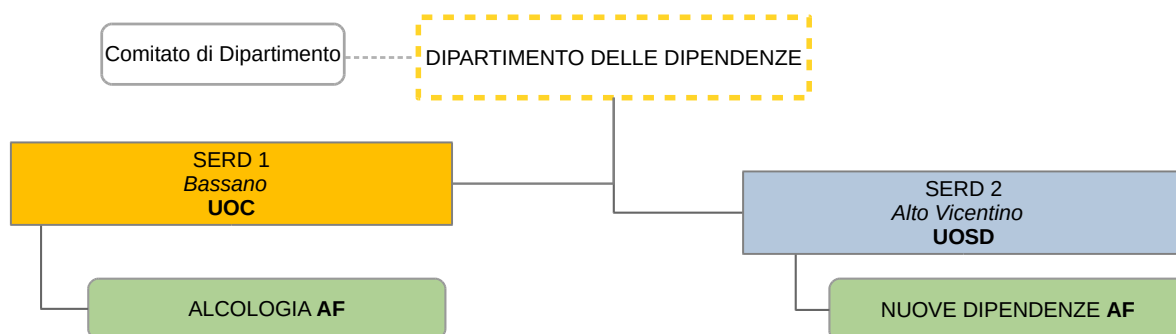 Comitato di Dipartimento
DIPARTIMENTO DELLE DIPENDENZE
SERD 1
Bassano
UOC
SERD 2
Alto Vicentino
UOSD
ALCOLOGIA AF
NUOVE DIPENDENZE AF